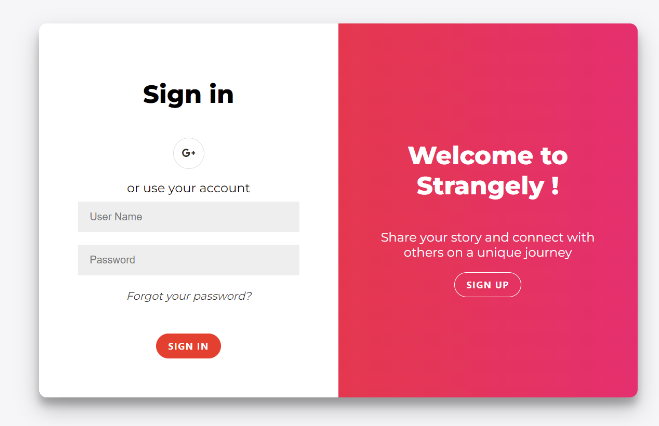 Sign in
G+
or use your account
User Name
Password
Forgot your password?
SIGN IN
Welcome to
Strangely !
Share your story and connect with
others on a unique journey
SIGN UP